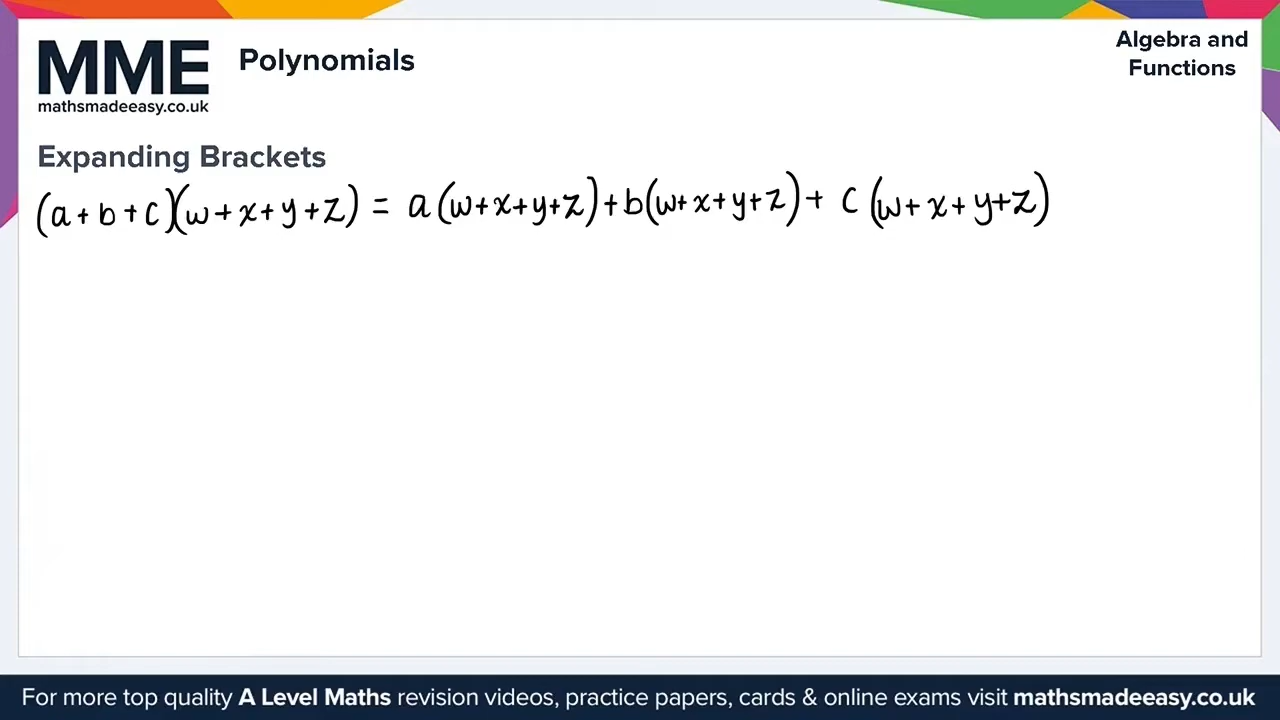 MME
mathsmadeeasy.co.uk
Polynomials
Algebra and
Functions
Expanding Brackets
(a+b+c)(w+x+y+z) = a(w+x+y+z)+b(w+x+y+z)+ c(w+x+y+z)
For more top quality A Level Maths revision videos, practice papers, cards & online exams visit mathsmadeeasy.co.uk